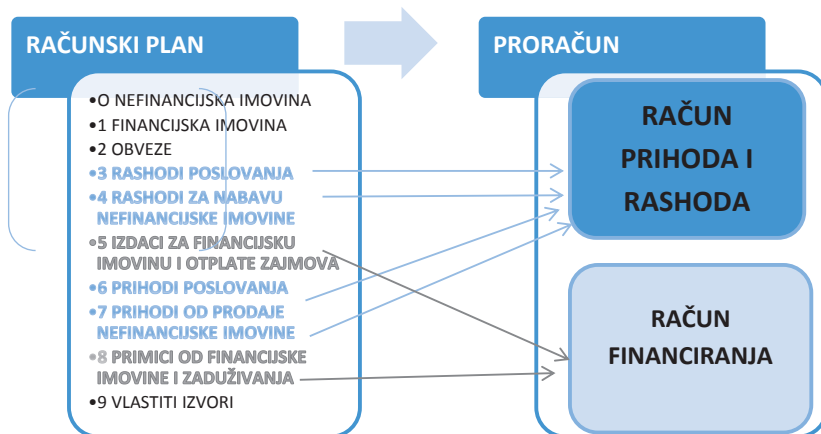 RAČUNSKI PLAN
•O NEFINANCIJSKA IMOVINA
•1 FINANCIJSKA IMOVINA
•2 OBVEZE
•3 RASHODI POSLOVANJA
•4 RASHODI ZA NABAVU
NEFINANCIJSKE IMOVINE
•5 IZDACI ZA FINANCIJSKU
IMOVINU I OTPLATE ZAJMOVA
•6 PRIHODI POSLOVANJA
•7 PRIHODI OD PRODAJE
NEFINANCIJSKE IMOVINE
•8 PRIMICI OD FINANCIJSKE
IMOVINE I ZADUŽIVANJA
•9 VLASTITI IZVORI
PRORAČUN
RAČUN
PRIHODA I
RASHODA
RAČUN
FINANCIRANJA